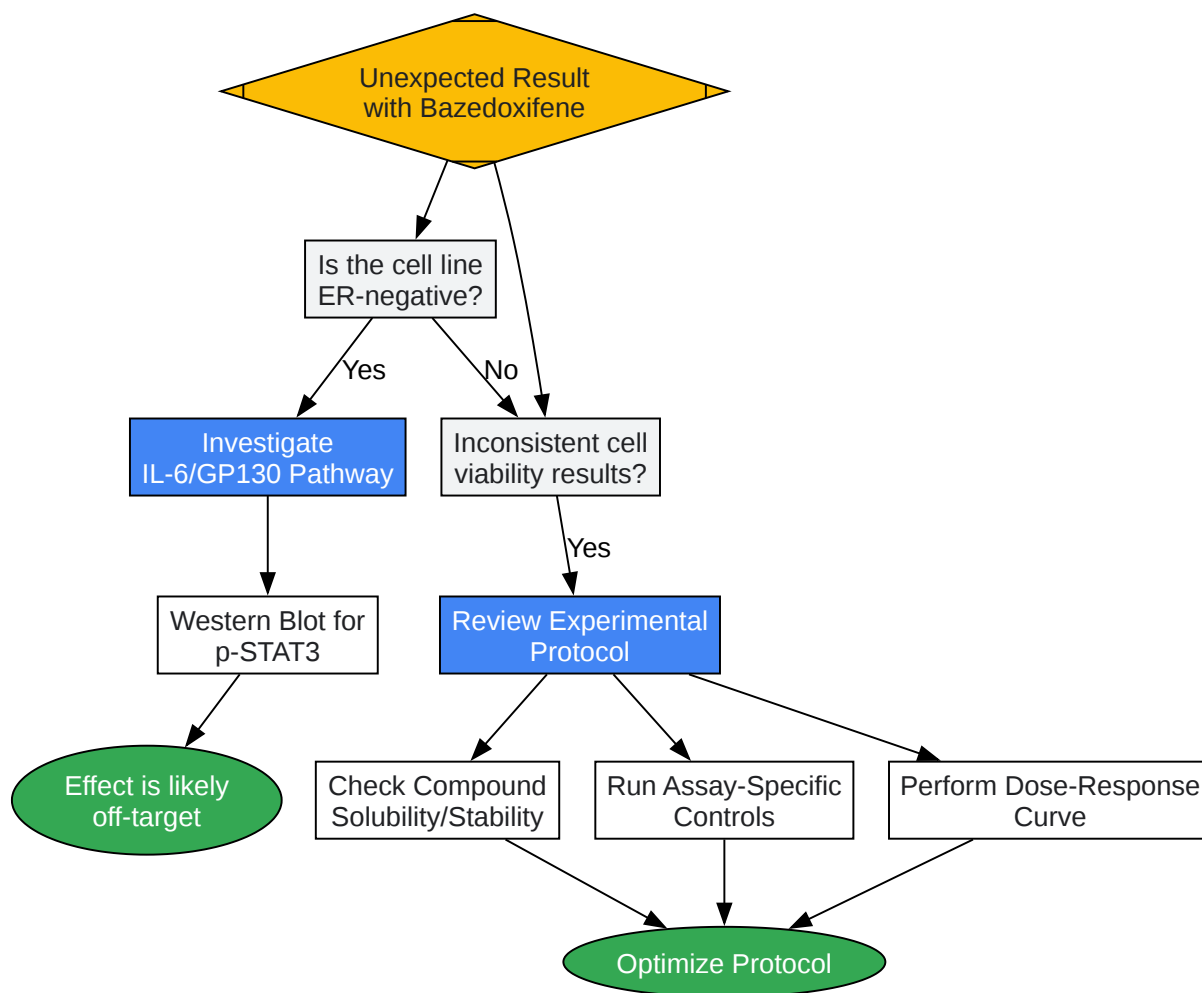 Unexpected Result
with Bazedoxifene
Is the cell line
ER-negative?
Yes
No
Investigate
IL-6/GP130 Pathway
Inconsistent cell
viability results?
Yes
Western Blot for
p-STAT3
Review Experimental
Protocol
Effect is likely
off-target
Check Compound
Solubility/Stability
Run Assay-Specific
Controls
Perform Dose-Response
Curve
Optimize Protocol